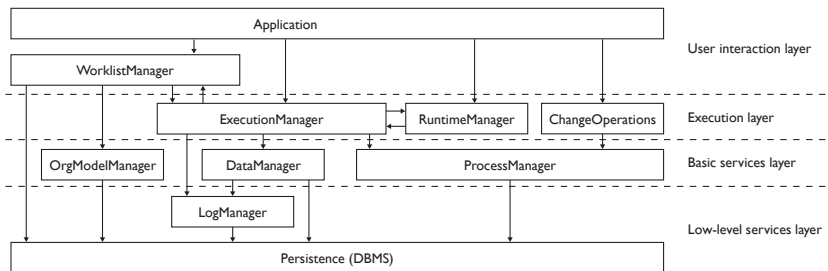 Application
User interaction layer
WorklistManager
ExecutionManager
RuntimeManager
ChangeOperations
Execution layer
OrgModelManager
DataManager
ProcessManager
Basic services layer
LogManager
Low-level services layer
Persistence (DBMS)